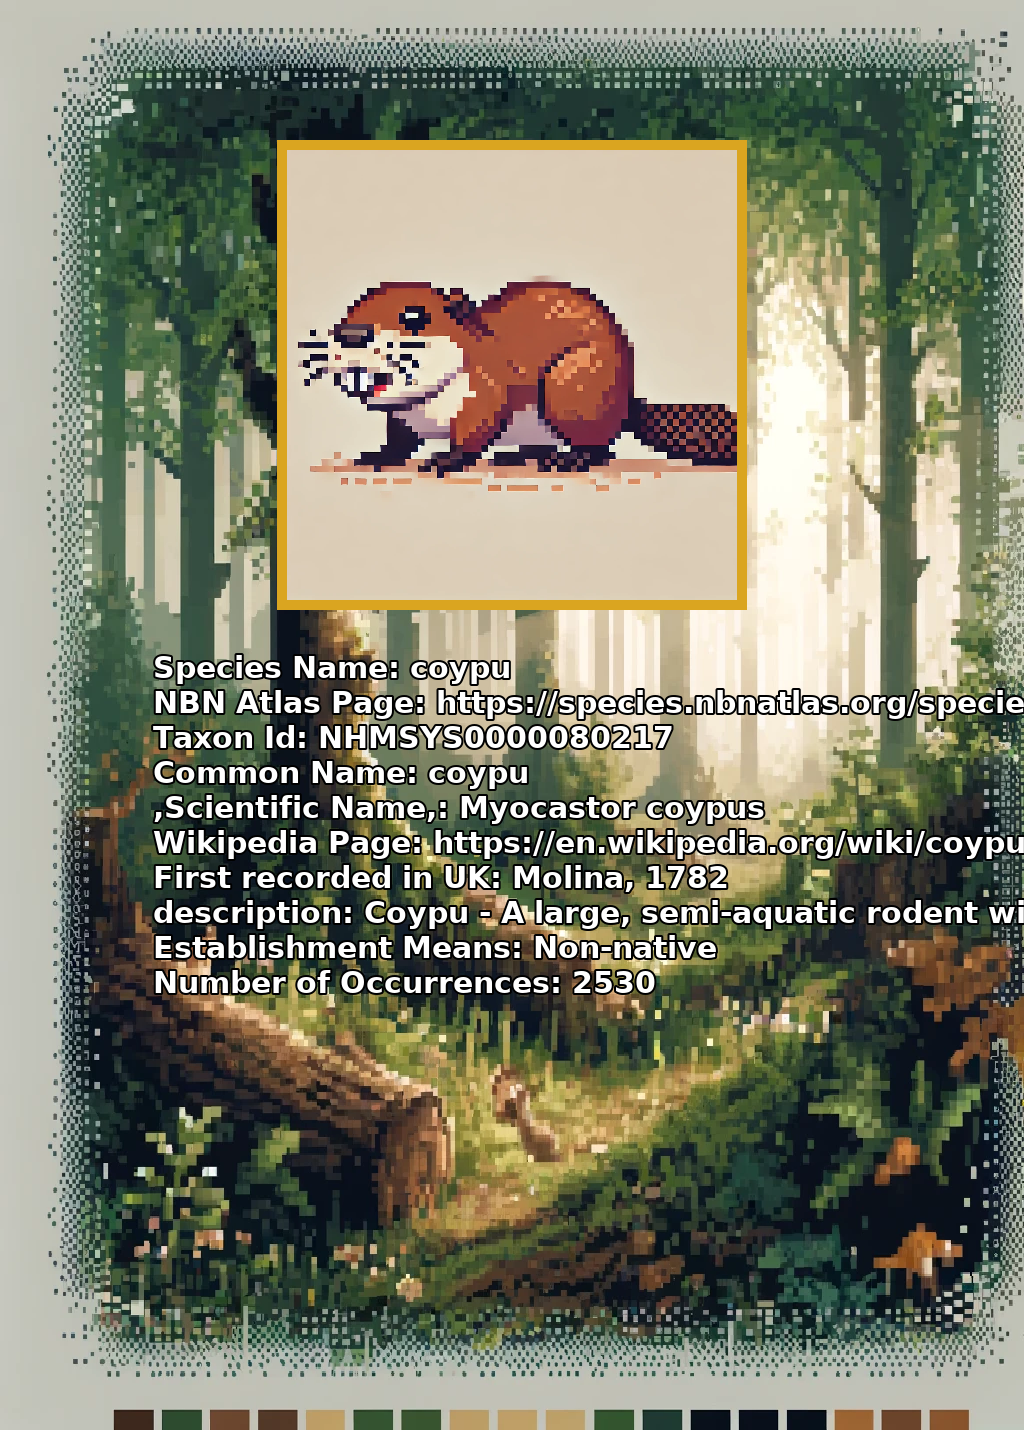 Species Name: coypu
NBN Atlas Page: https://species.nbnatlas.org/specie
Taxon Id: NHMSYS0000080217
Common Name: coypu
,Scientific Name,: Myocastor coypus
Wikipedia Page: https://en.wikipedia.org/wiki/coypu
First recorded in UK: Molina, 1782
description: Coypu - A large, semi-aquatic rodent wi
Establishment Means: Non-native
Number of Occurrences: 2530